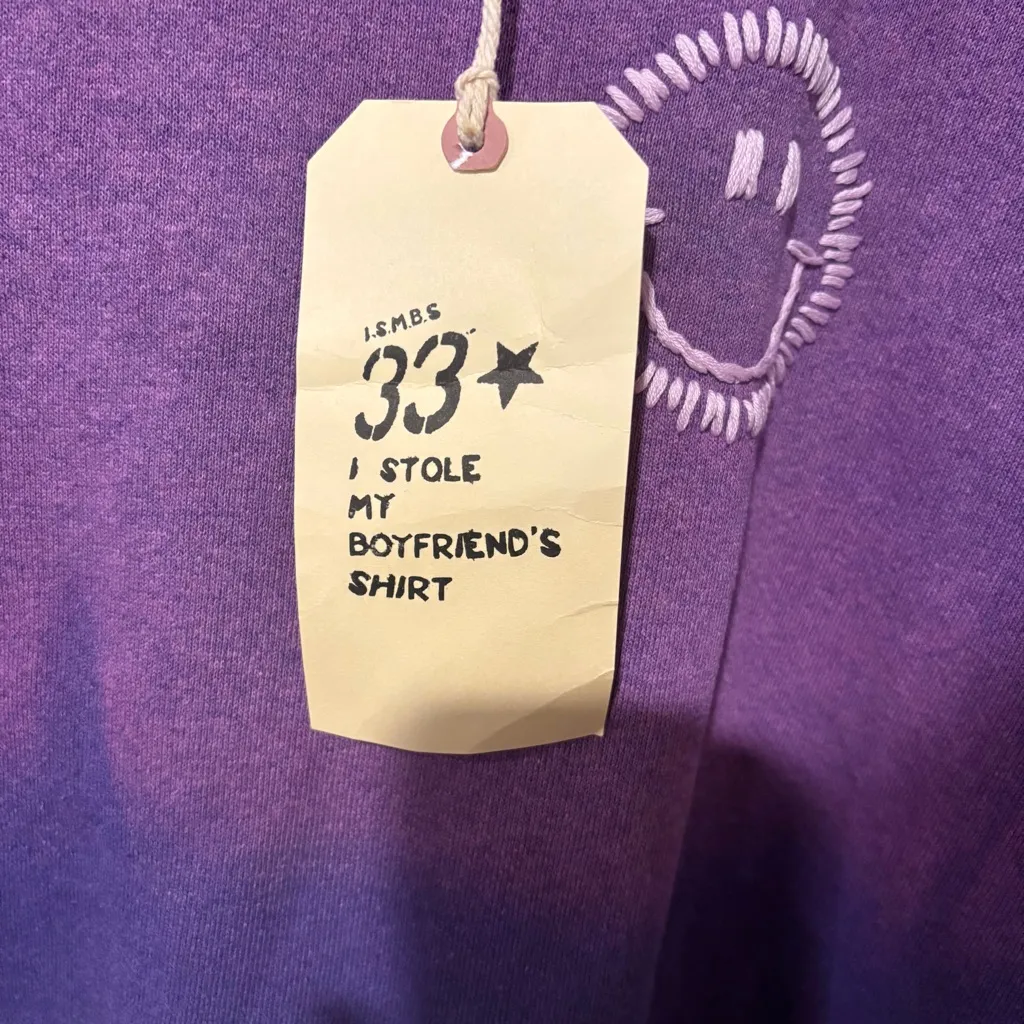 I.S.M.B.S
33
I STOLE
MY
BOYFRIEND'S
SHIRT